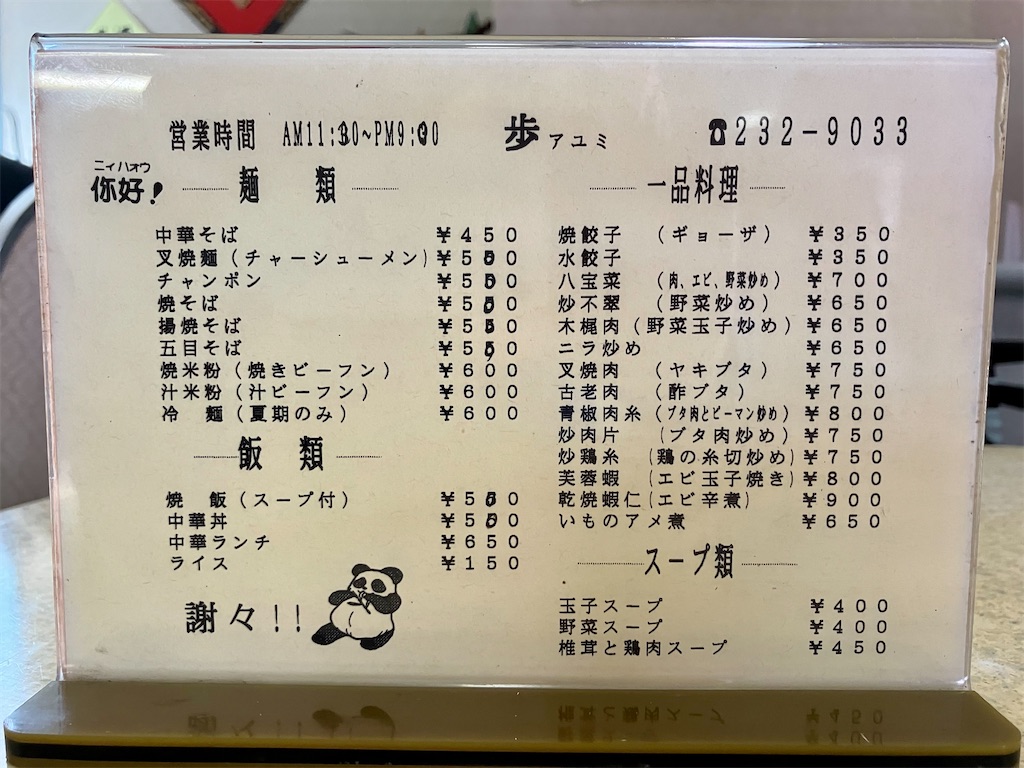 営業時間 AM11:30~PM9:00
歩 アユミ
☎232-9033
ニィハオウ
你好!
麺 類
中華そば ¥450
叉焼麺(チャーシューメン) ¥550
チャンポン ¥550
焼そば ¥550
揚焼そば ¥550
五目そば ¥550
焼米粉(焼きビーフン) ¥600
汁米粉(汁ビーフン) ¥600
冷 麺(夏期のみ) ¥600
飯 類
焼 飯(スープ付) ¥550
中華丼 ¥550
中華ランチ ¥650
ライス ¥150
謝々!!
一品料理
焼餃子 (ギョーザ) ¥350
水餃子 ¥350
八宝菜 (肉、エビ、野菜炒め) ¥700
炒不翠 (野菜炒め) ¥650
木梶肉(野菜玉子炒め) ¥650
ニラ炒め ¥650
叉焼肉 (ヤキブタ) ¥750
古老肉 (酢ブタ) ¥750
青椒肉糸(ブタ肉とピーマン炒め) ¥800
炒肉片 (ブタ肉炒め) ¥750
炒鶏糸 (鶏の糸切炒め) ¥750
芙蓉蝦 (エビ玉子焼き) ¥800
乾焼蝦仁(エビ辛煮) ¥900
いものアメ煮 ¥650
スープ類
玉子スープ ¥400
野菜スープ ¥400
椎茸と鶏肉スープ ¥450